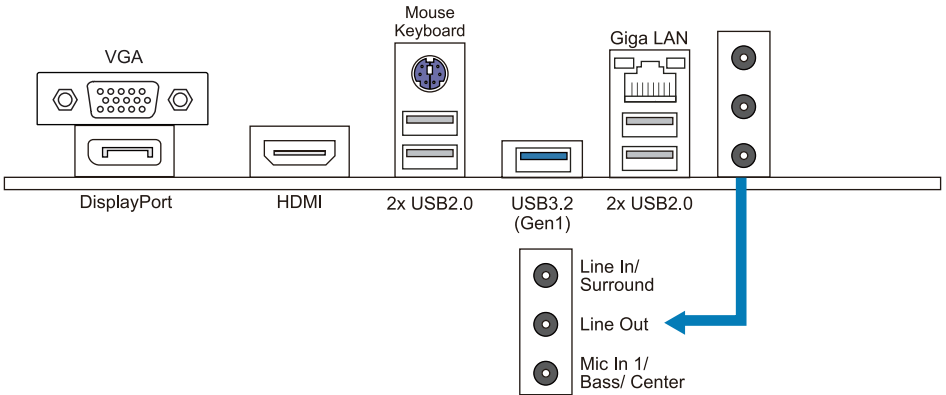 Mouse
Keyboard
Giga LAN
VGA
DisplayPort
HDMI
2x USB2.0
USB3.2
(Gen1)
2x USB2.0
Line In/
Surround
Line Out
Mic In 1/
Bass/ Center